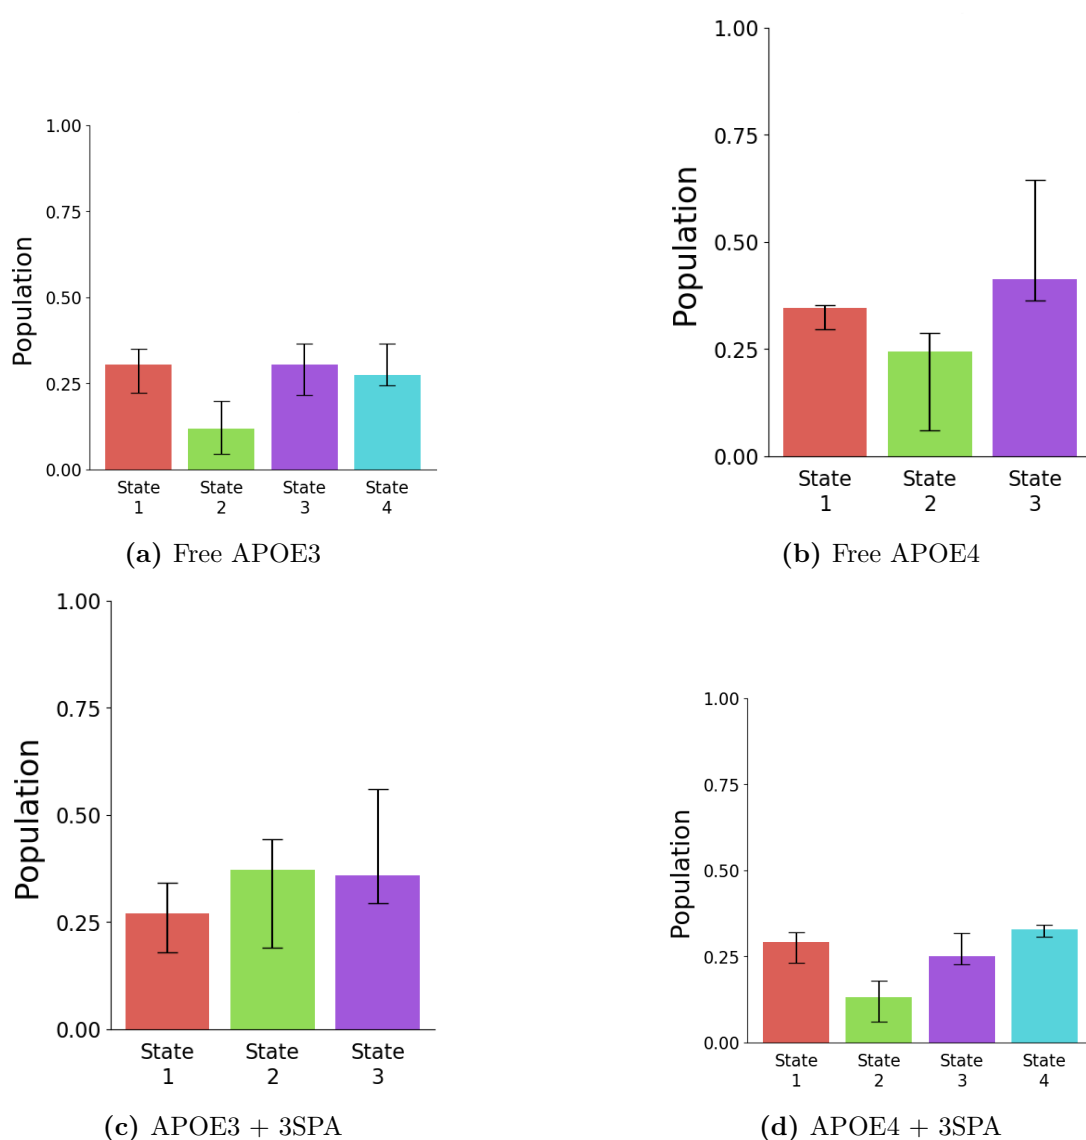 1.00
0.75
0.50
0.25
0.00
Population
State
1
State
2
State
3
State
4
(a) Free APOE3
1.00
0.75
0.50
0.25
0.00
Population
State
1
State
2
State
3
(b) Free APOE4
1.00
0.75
0.50
0.25
0.00
Population
State
1
State
2
State
3
(c) APOE3 + 3SPA
1.00
0.75
0.50
0.25
0.00
Population
State
1
State
2
State
3
State
4
(d) APOE4 + 3SPA